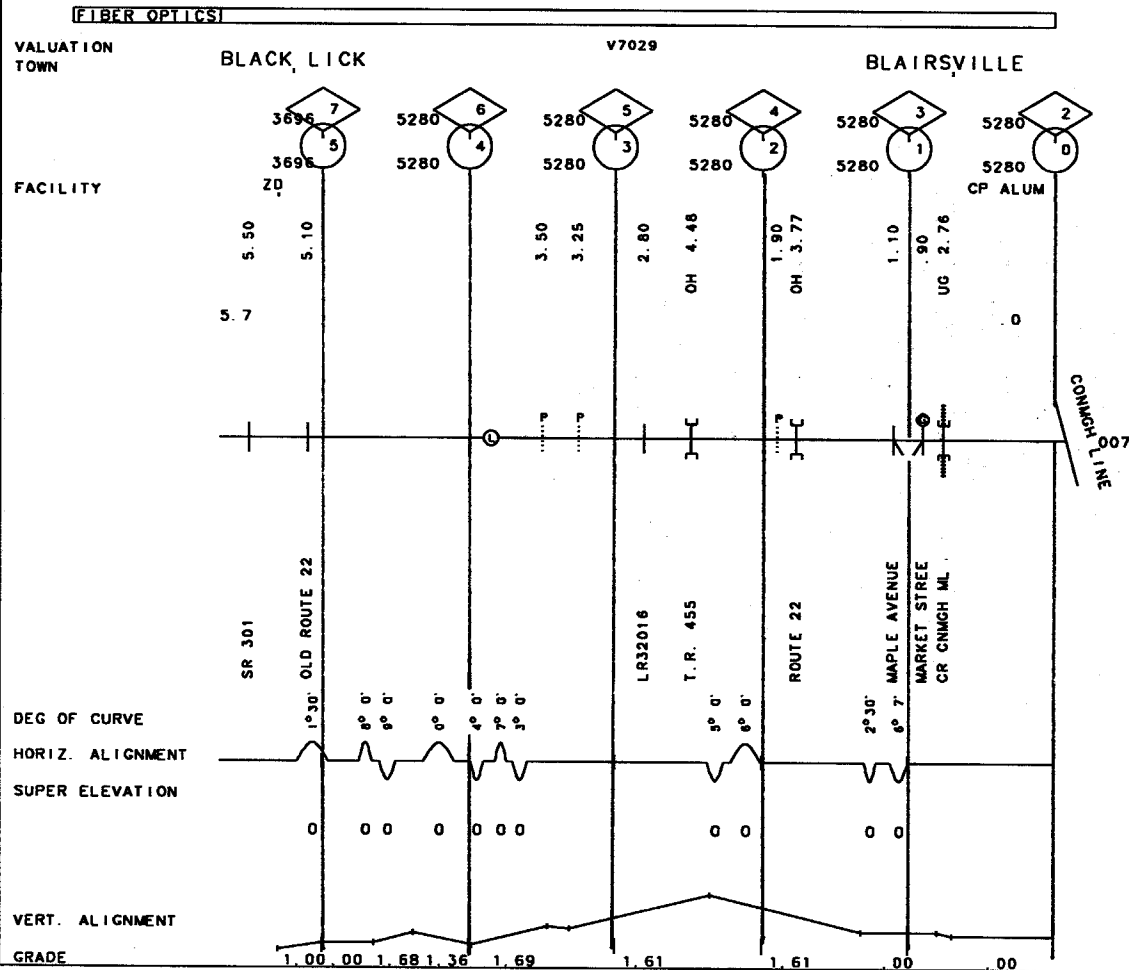 FIBER OPTICS
VALUATION V7029
TOWN BLACK LICK BLAIRSVILLE
7 6 5 4 3 2
3696 5280 5280 5280 5280 5280
5 4 3 2 1 0
3696 5280 5280 5280 5280 5280
FACILITY ZD CP ALUM
5.50
5.10
3.50
3.25
2.80
OH 4.48
1.90
OH 3.77
1.10
.90
UG 2.76
5.7 .0
P P P
L
CONMGH LINE
007
SR 301
OLD ROUTE 22
LR32016
T.R. 455
ROUTE 22
MAPLE AVENUE
MARKET STREE
CR CNMGH ML
DEG OF CURVE 1°30' 8° 0' 9° 0' 0° 0' 4° 0' 7° 0' 3° 0' 5° 0' 6° 0' 2°30' 6° 7'
HORIZ. ALIGNMENT
SUPER ELEVATION
0 0 0 0 0 0 0 0 0 0 0
VERT. ALIGNMENT
GRADE 1.00 .00 1.68 1.36 1.69 1.61 1.61 .00 .00